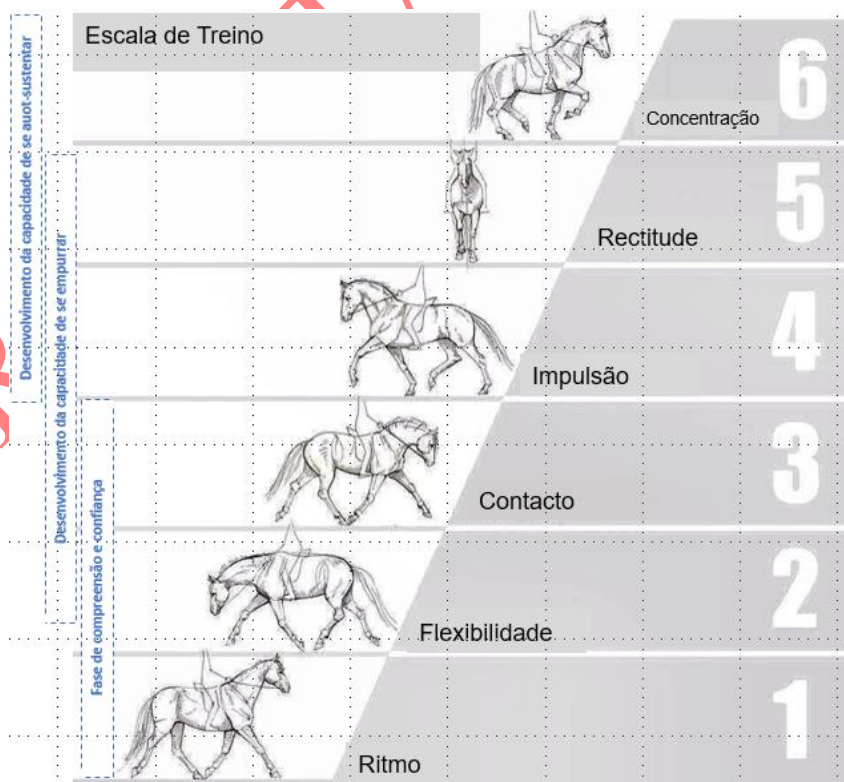 Escala de Treino
6
Concentração
5
Rectitude
4
Impulsão
3
Contacto
2
Flexibilidade
1
Ritmo
Desenvolvimento da capacidade de se auot-sustentar
Desenvolvimento da capacidade de se empurrar
Fase de compreensão e confiança